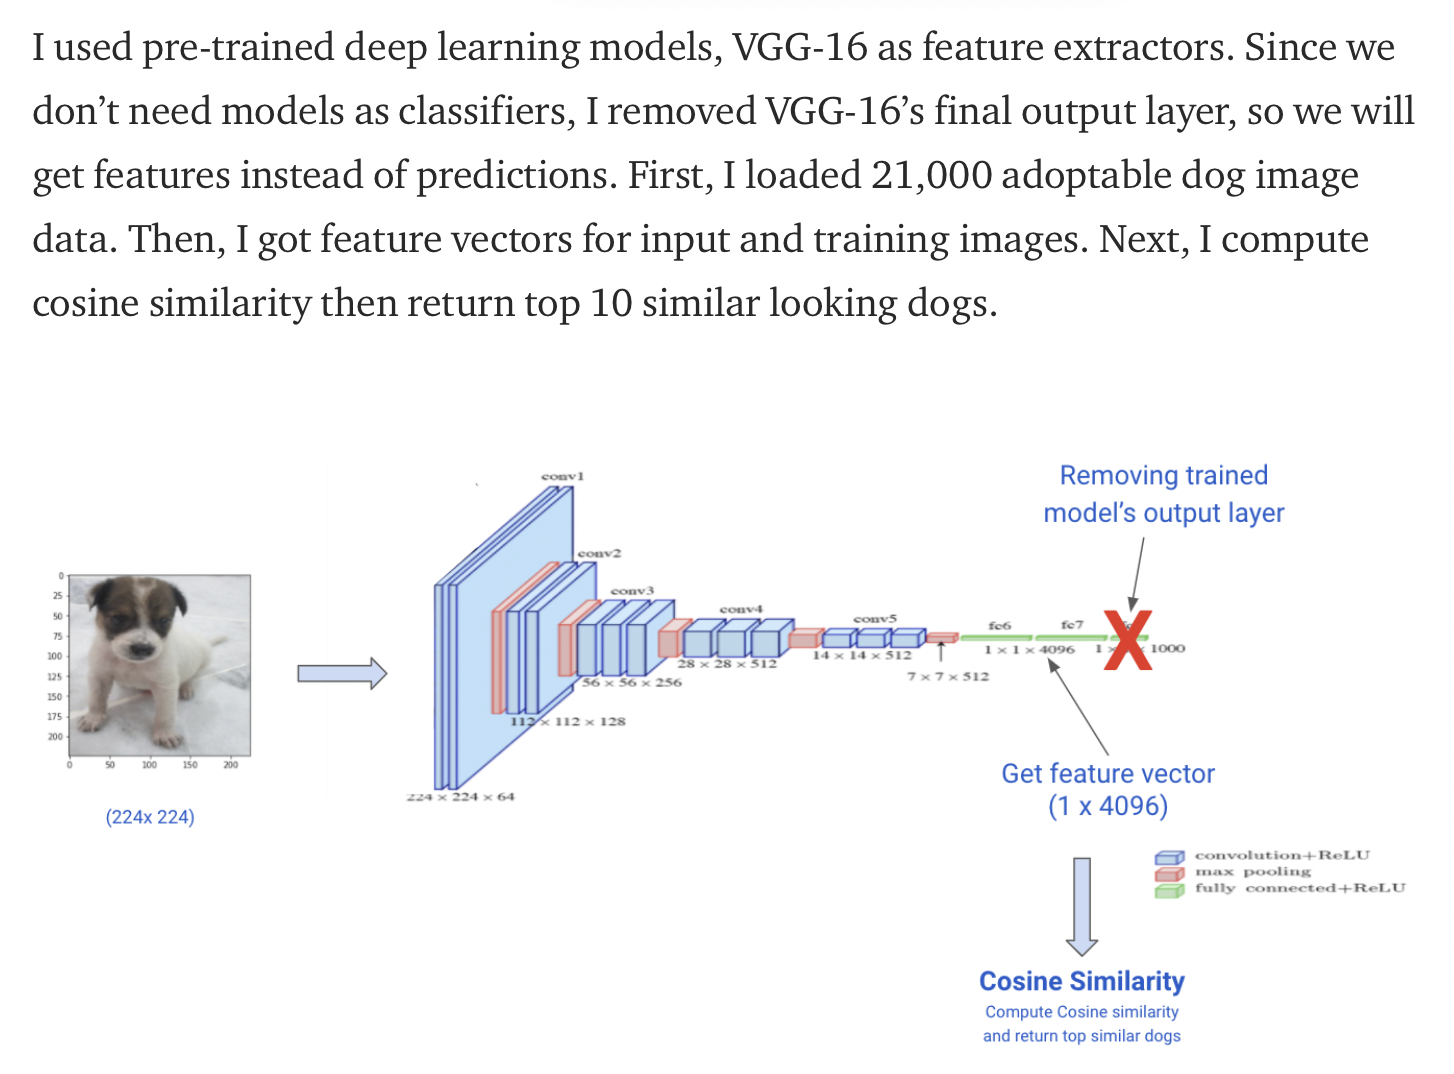 I used pre-trained deep learning models, VGG-16 as feature extractors. Since we
don’t need models as classifiers, I removed VGG-16’s final output layer, so we will
get features instead of predictions. First, I loaded 21,000 adoptable dog image
data. Then, I got feature vectors for input and training images. Next, I compute
cosine similarity then return top 10 similar looking dogs.
Removing trained
model’s output layer
conv1
conv2
conv3
conv4
conv5
fc6
fc7
1 × 1 × 4096
1 ×
1000
28 × 28 × 512
14 × 14 × 512
7 × 7 × 512
56 × 56 × 256
112 × 112 × 128
224 × 224 × 64
0
25
50
75
100
125
150
175
200
0 50 100 150 200
(224x 224)
X
Get feature vector
(1 x 4096)
convolution+ReLU
max pooling
fully connected+ReLU
Cosine Similarity
Compute Cosine similarity
and return top similar dogs